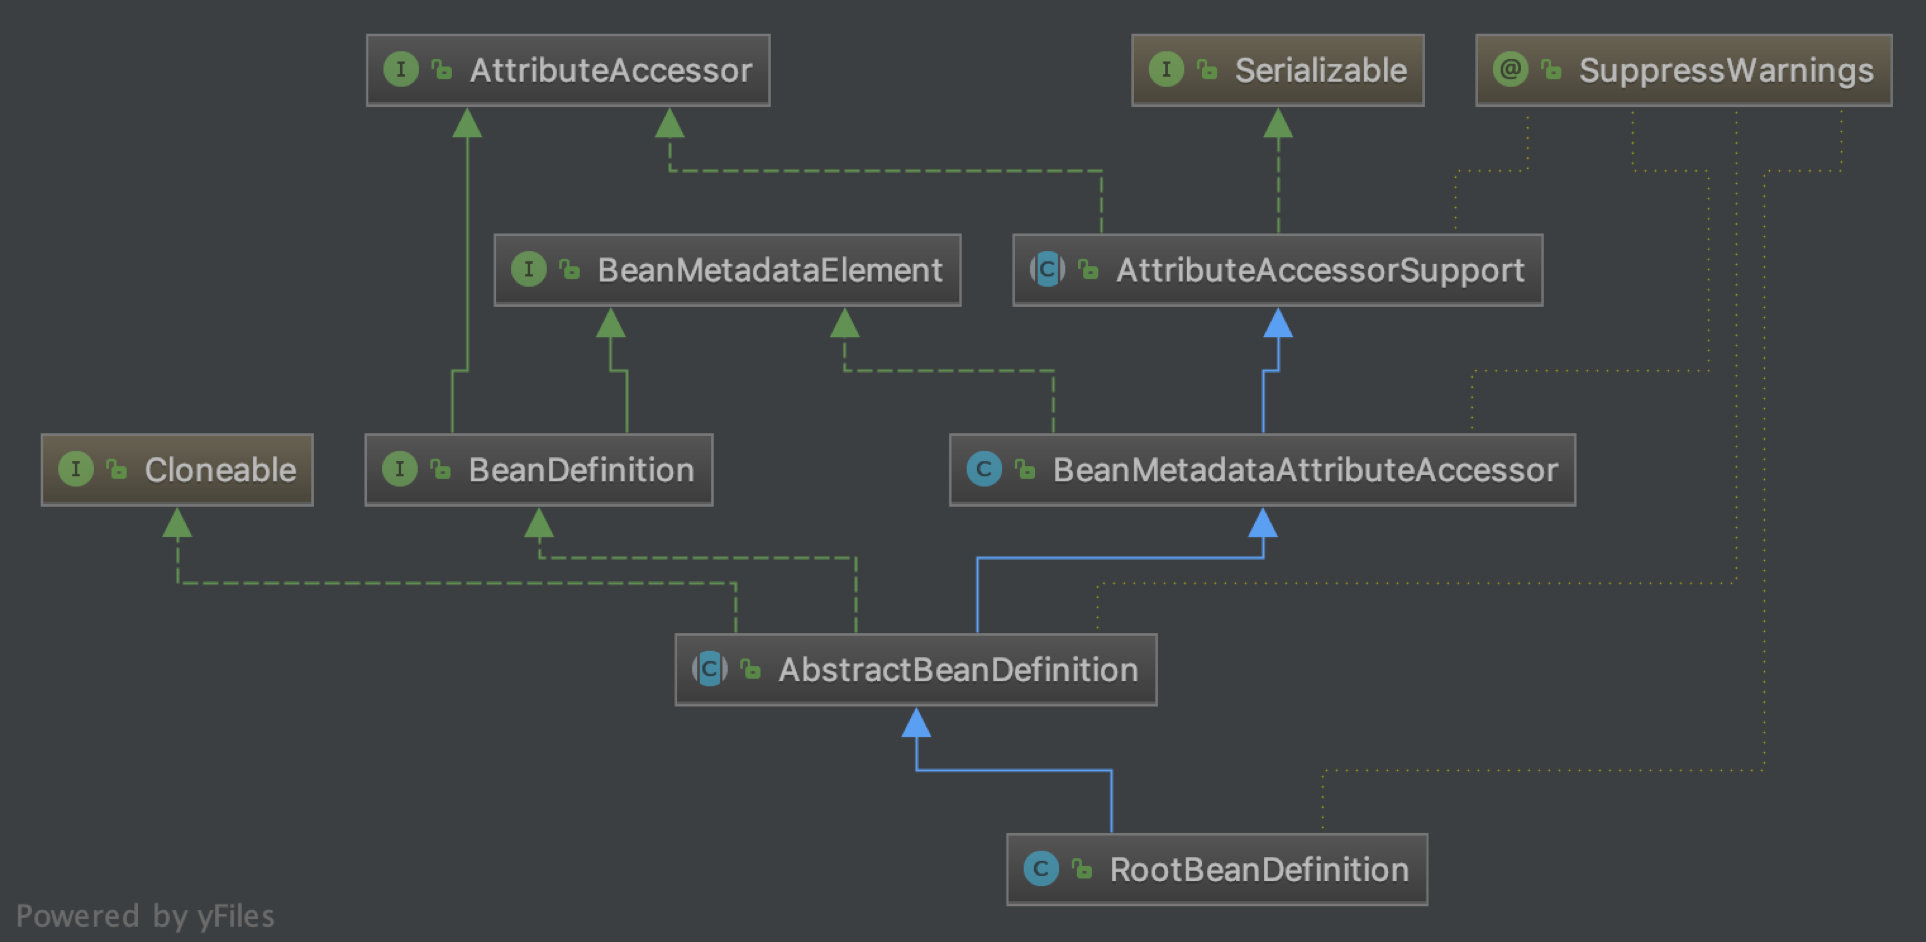 I AttributeAccessor
I Serializable
@ SuppressWarnings
I BeanMetadataElement
C AttributeAccessorSupport
I Cloneable
I BeanDefinition
C BeanMetadataAttributeAccessor
C AbstractBeanDefinition
C RootBeanDefinition
Powered by yFiles